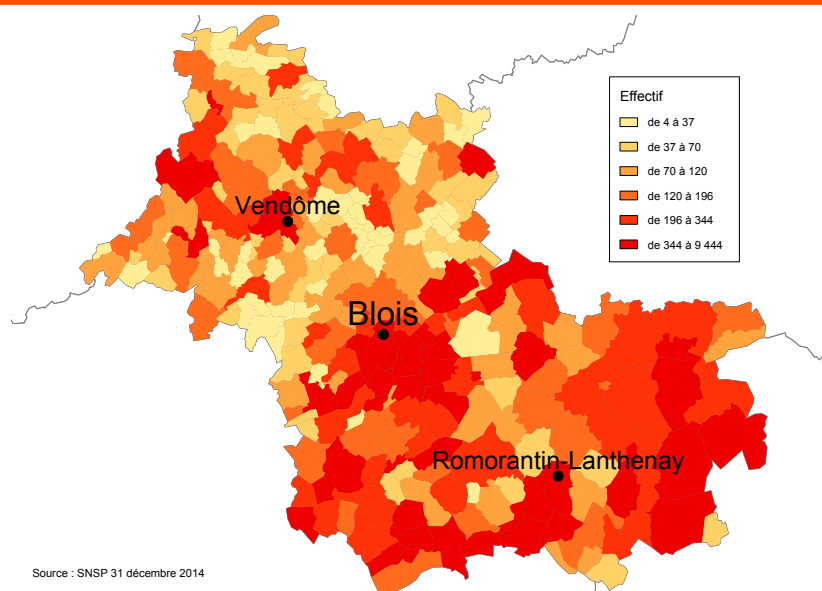 Effectif
de 4 à 37
de 37 à 70
de 70 à 120
de 120 à 196
de 196 à 344
de 344 à 9 444
Vendôme
Blois
Romorantin-Lanthenay
Source : SNSP 31 décembre 2014